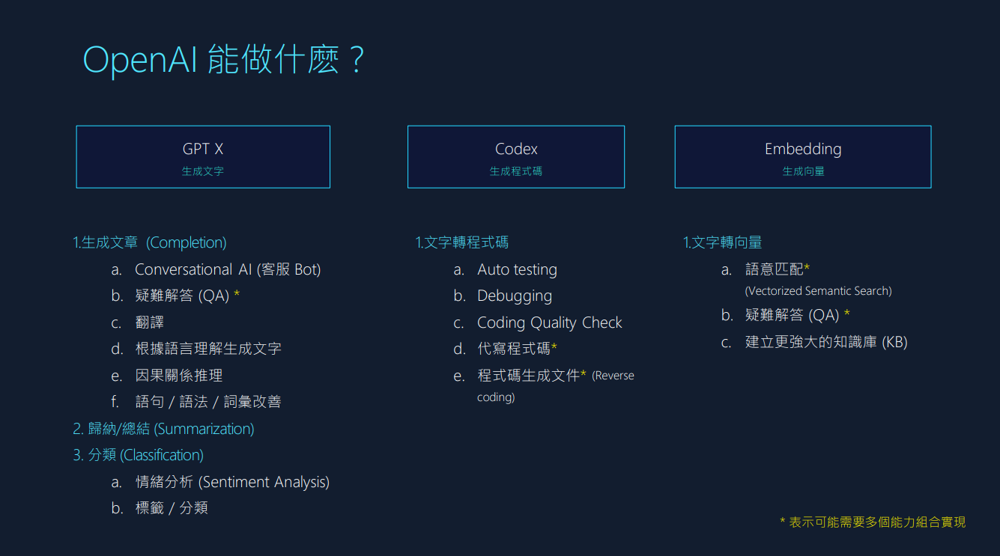 OpenAI 能做什麼？
GPT X
生成文字
1.生成文章 (Completion)
a. Conversational AI (客服 Bot)
b. 疑難解答 (QA) *
c. 翻譯
d. 根據語言理解生成文字
e. 因果關係推理
f. 語句 / 語法 / 詞彙改善
2. 歸納/總結 (Summarization)
3. 分類 (Classification)
a. 情緒分析 (Sentiment Analysis)
b. 標籤 / 分類
Codex
生成程式碼
1.文字轉程式碼
a. Auto testing
b. Debugging
c. Coding Quality Check
d. 代寫程式碼*
e. 程式碼生成文件* (Reverse
coding)
Embedding
生成向量
1.文字轉向量
a. 語意匹配*
(Vectorized Semantic Search)
b. 疑難解答 (QA) *
c. 建立更強大的知識庫 (KB)
* 表示可能需要多個能力組合實現